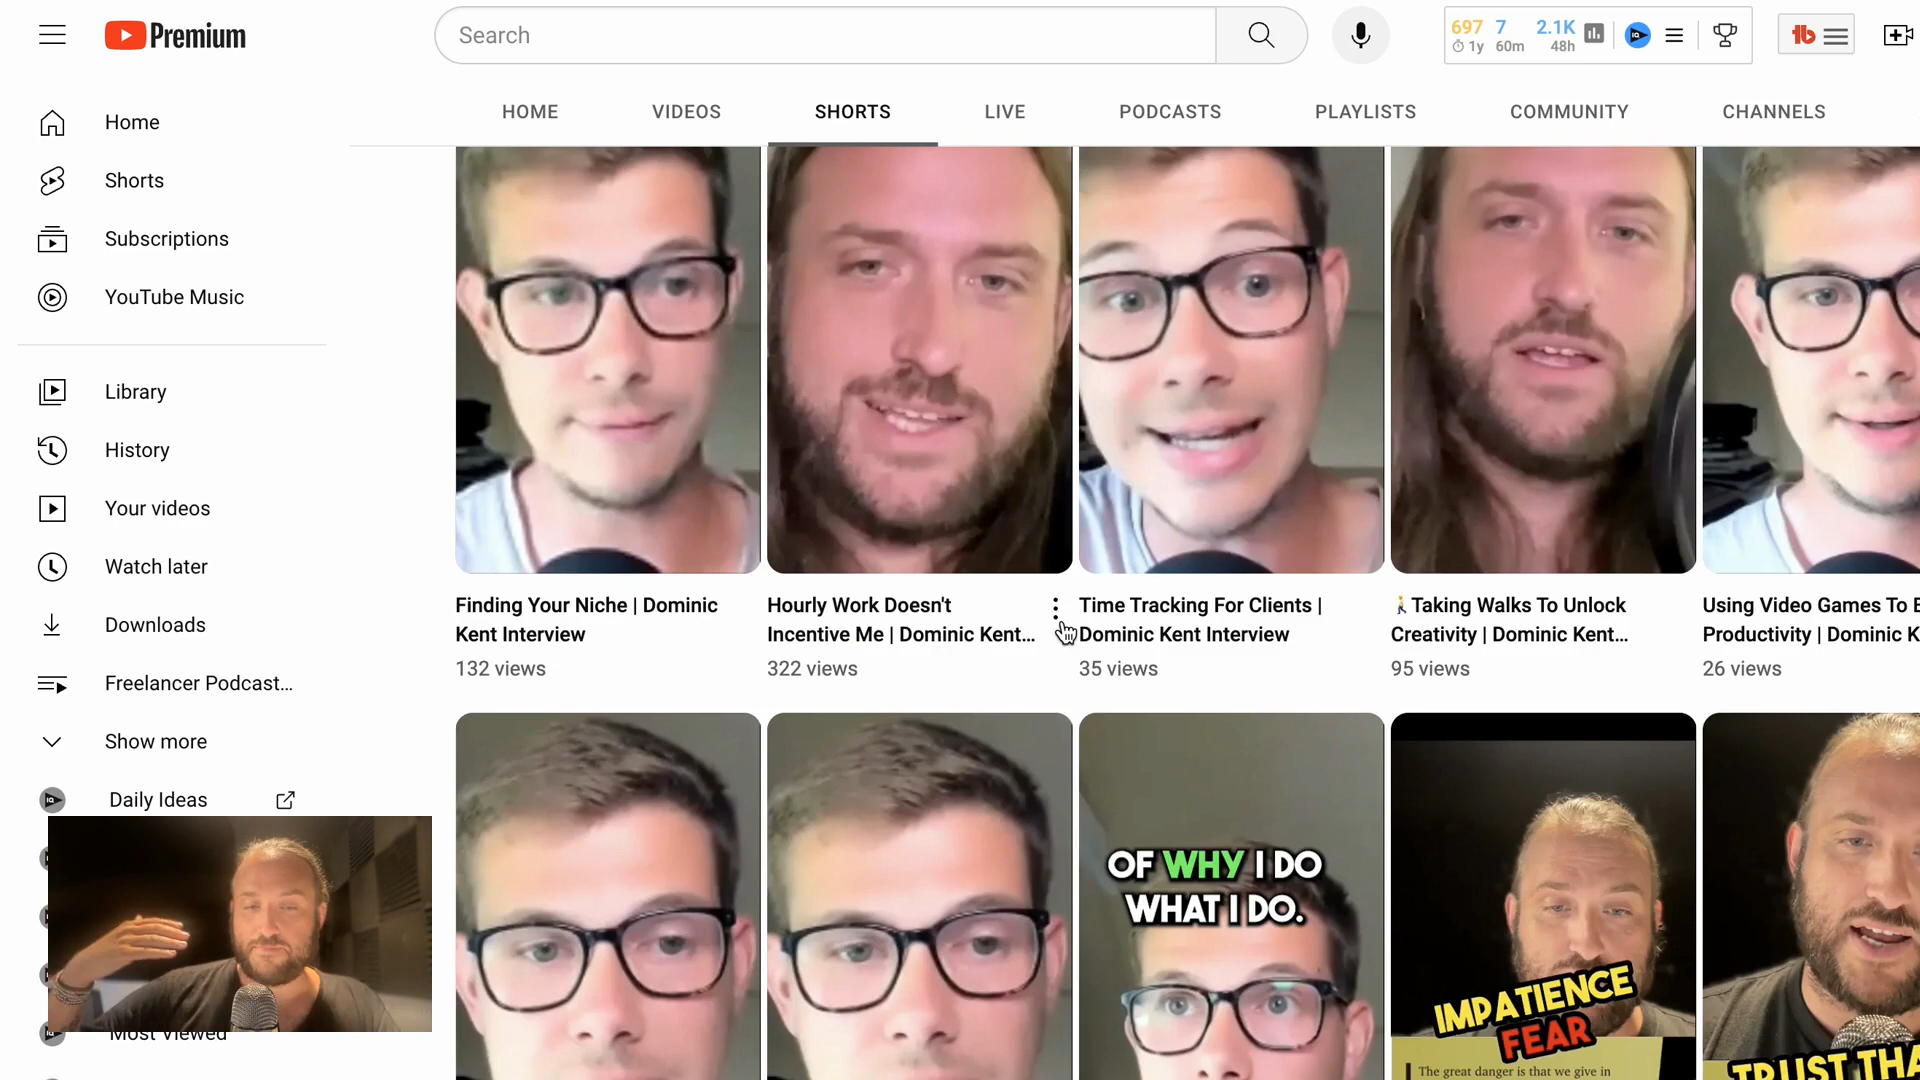 Premium
Search
697 7 2.1K
1y 60m 48h
HOME VIDEOS SHORTS LIVE PODCASTS PLAYLISTS COMMUNITY CHANNELS
Home
Shorts
Subscriptions
YouTube Music
Library
History
Your videos
Watch later
Downloads
Freelancer Podcast...
Show more
Daily Ideas
Most Viewed
Finding Your Niche | Dominic
Kent Interview
132 views
Hourly Work Doesn't
Incentive Me | Dominic Kent...
322 views
Time Tracking For Clients |
Dominic Kent Interview
35 views
Taking Walks To Unlock
Creativity | Dominic Kent...
95 views
Using Video Games To
Productivity | Dominic
26 views
OF WHY I DO
WHAT I DO.
IMPATIENCE
FEAR
The great danger is that we give in
TRUST